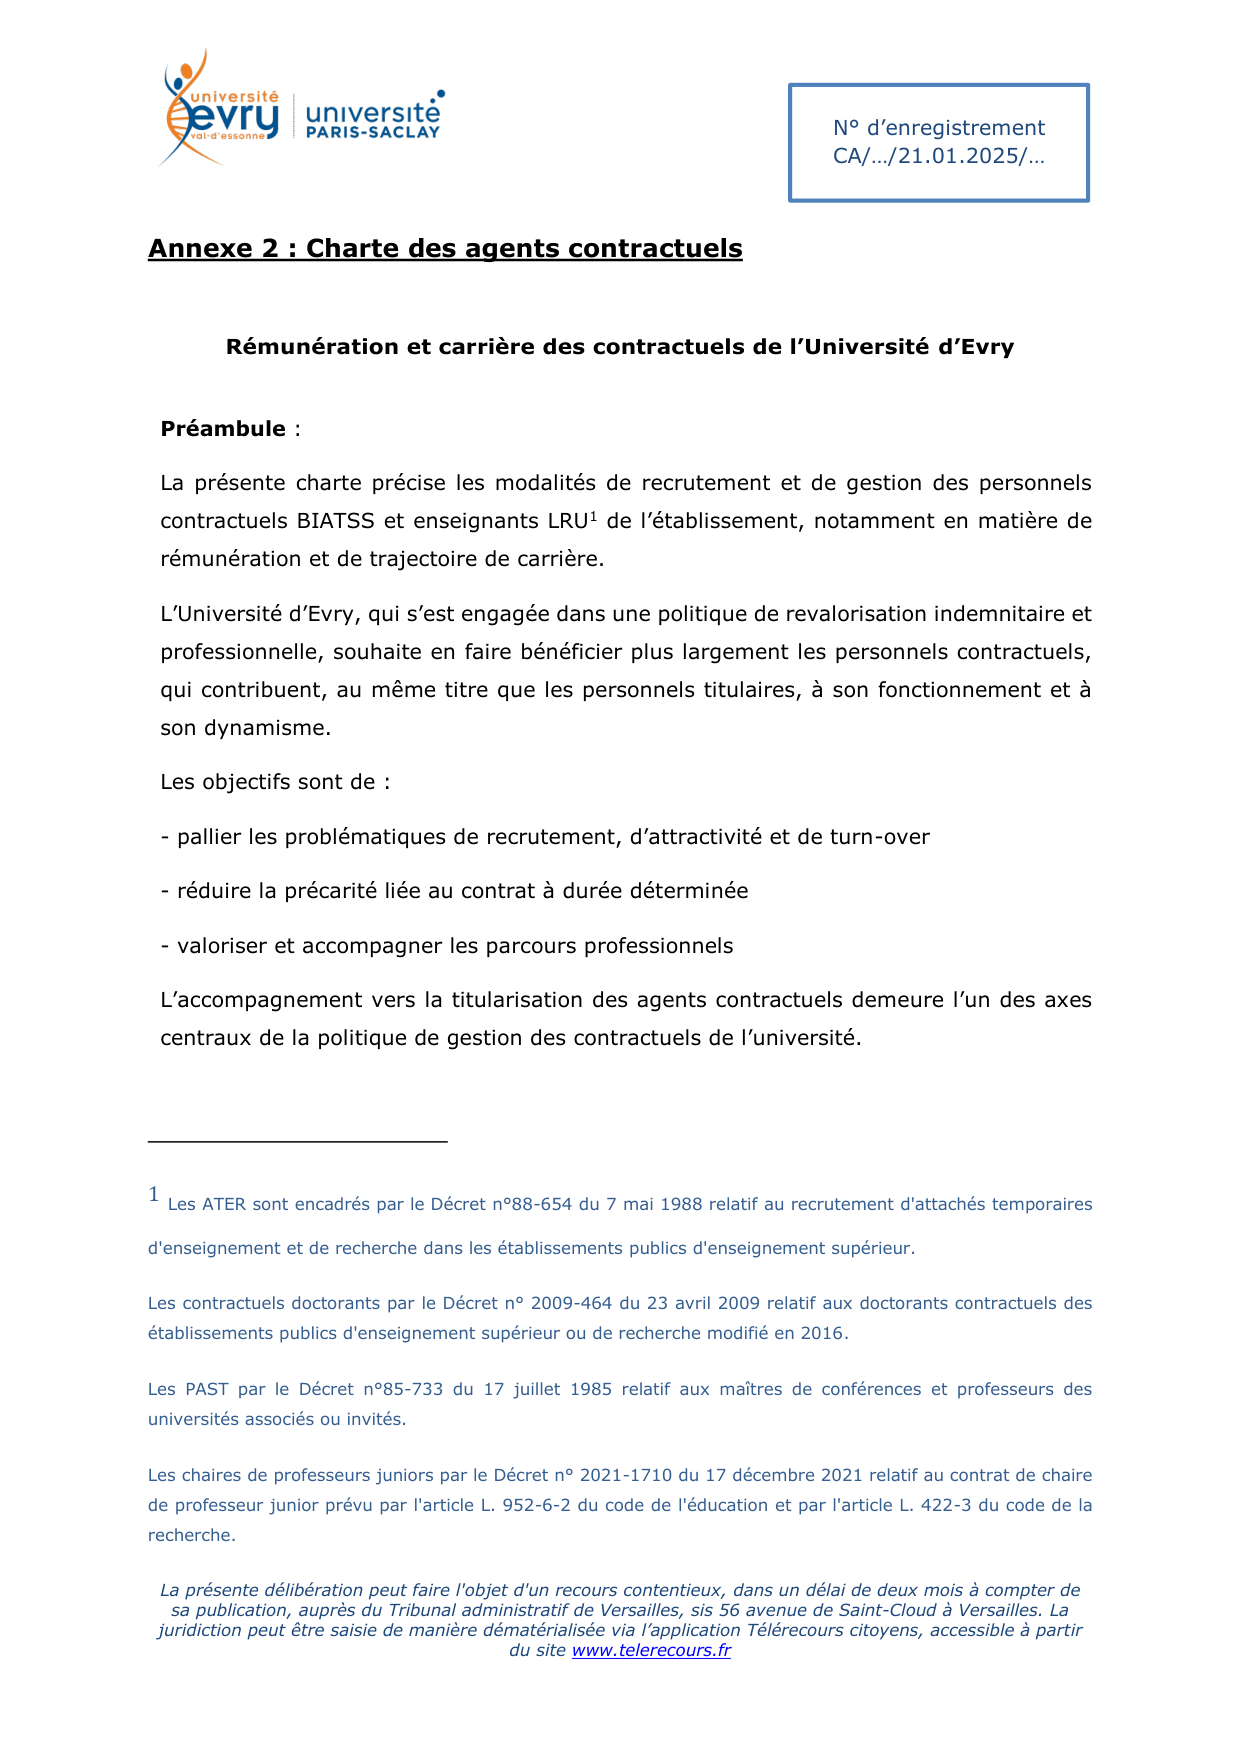 université
evry
val-d'essonne
université
PARIS-SACLAY
N° d’enregistrement
CA/…/21.01.2025/…
Annexe 2 : Charte des agents contractuels
Rémunération et carrière des contractuels de l’Université d’Evry
Préambule :
La présente charte précise les modalités de recrutement et de gestion des personnels
contractuels BIATSS et enseignants LRU1 de l’établissement, notamment en matière de
rémunération et de trajectoire de carrière.
L’Université d’Evry, qui s’est engagée dans une politique de revalorisation indemnitaire et
professionnelle, souhaite en faire bénéficier plus largement les personnels contractuels,
qui contribuent, au même titre que les personnels titulaires, à son fonctionnement et à
son dynamisme.
Les objectifs sont de :
- pallier les problématiques de recrutement, d’attractivité et de turn-over
- réduire la précarité liée au contrat à durée déterminée
- valoriser et accompagner les parcours professionnels
L’accompagnement vers la titularisation des agents contractuels demeure l’un des axes
centraux de la politique de gestion des contractuels de l’université.
1 Les ATER sont encadrés par le Décret n°88-654 du 7 mai 1988 relatif au recrutement d'attachés temporaires
d'enseignement et de recherche dans les établissements publics d'enseignement supérieur.
Les contractuels doctorants par le Décret n° 2009-464 du 23 avril 2009 relatif aux doctorants contractuels des
établissements publics d'enseignement supérieur ou de recherche modifié en 2016.
Les PAST par le Décret n°85-733 du 17 juillet 1985 relatif aux maîtres de conférences et professeurs des
universités associés ou invités.
Les chaires de professeurs juniors par le Décret n° 2021-1710 du 17 décembre 2021 relatif au contrat de chaire
de professeur junior prévu par l'article L. 952-6-2 du code de l'éducation et par l'article L. 422-3 du code de la
recherche.
La présente délibération peut faire l'objet d'un recours contentieux, dans un délai de deux mois à compter de
sa publication, auprès du Tribunal administratif de Versailles, sis 56 avenue de Saint-Cloud à Versailles. La
juridiction peut être saisie de manière dématérialisée via l’application Télérecours citoyens, accessible à partir
du site www.telerecours.fr